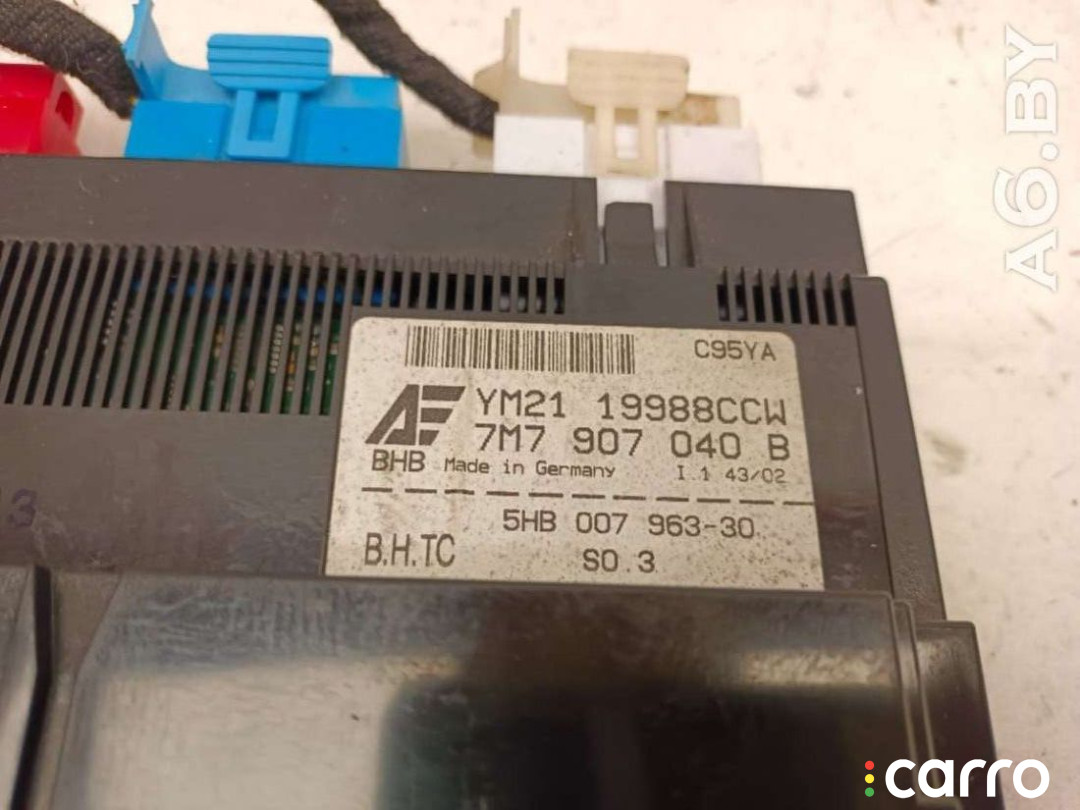 A6.BY
C95YA
YM21 19988CCW
7M7 907 040 B
BHB Made in Germany I.1 43/02
5HB 007 963-30
B.H.TC S0.3
carro